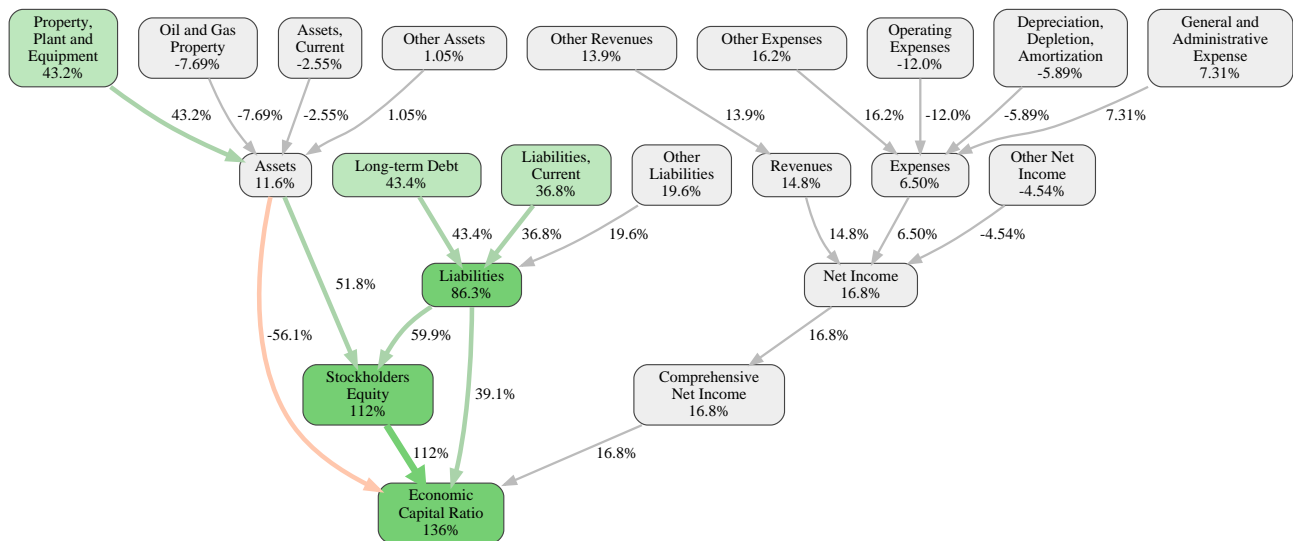 Property,
Plant and
Equipment
43.2%
Oil and Gas
Property
-7.69%
Assets,
Current
-2.55%
Other Assets
1.05%
Other Revenues
13.9%
Other Expenses
16.2%
Operating
Expenses
-12.0%
Depreciation,
Depletion,
Amortization
-5.89%
General and
Administrative
Expense
7.31%
43.2%
-7.69%
-2.55%
1.05%
13.9%
16.2%
-12.0%
-5.89%
7.31%
Assets
11.6%
Long-term Debt
43.4%
Liabilities,
Current
36.8%
Other
Liabilities
19.6%
Revenues
14.8%
Expenses
6.50%
Other Net
Income
-4.54%
43.4%
36.8%
19.6%
14.8%
6.50%
-4.54%
51.8%
Liabilities
86.3%
Net Income
16.8%
-56.1%
59.9%
16.8%
Stockholders
Equity
112%
39.1%
Comprehensive
Net Income
16.8%
112%
16.8%
Economic
Capital Ratio
136%